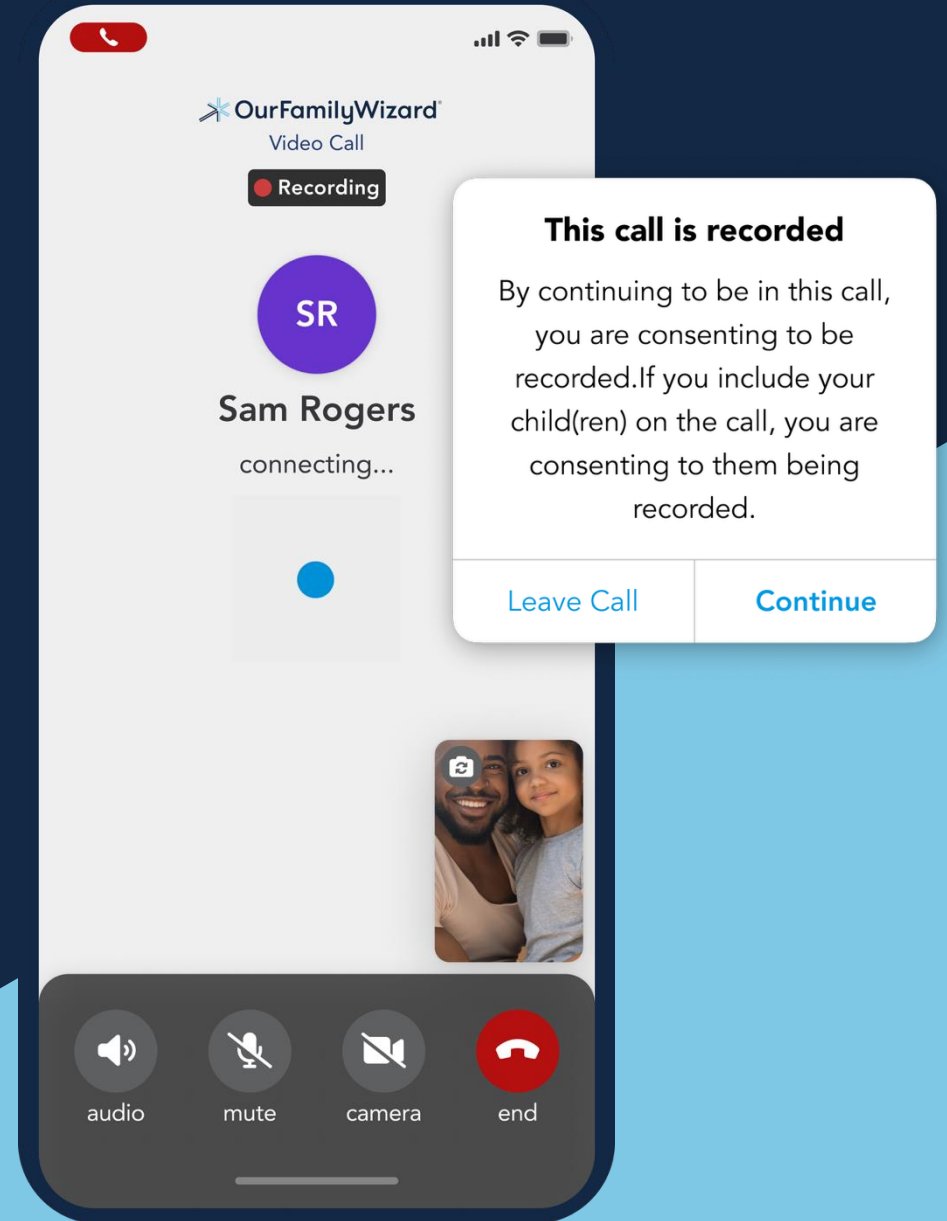 OurFamilyWizard®
Video Call
Recording
SR
Sam Rogers
connecting...
This call is recorded
By continuing to be in this call,
you are consenting to be
recorded.If you include your
child(ren) on the call, you are
consenting to them being
recorded.
Leave Call
Continue
audio
mute
camera
end